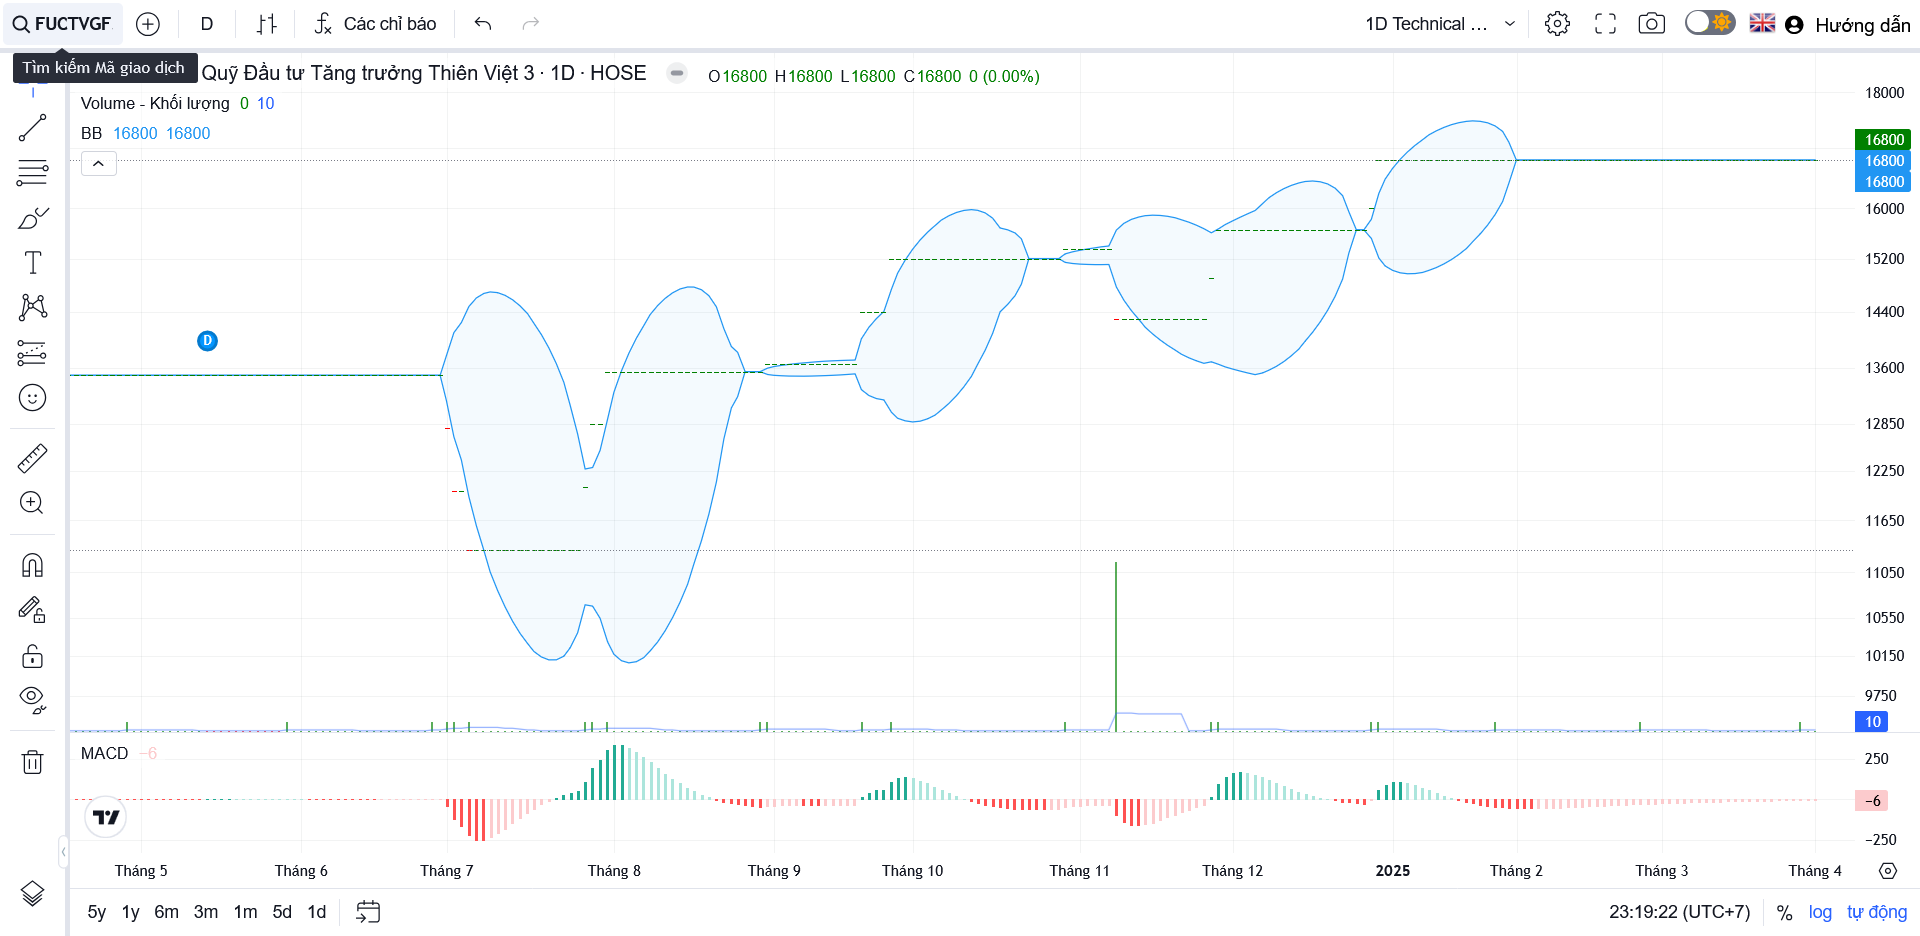 FUCTVGF
D
Các chỉ báo
1D Technical ...
Hướng dẫn
Tìm kiếm Mã giao dịch
Quỹ Đầu tư Tăng trưởng Thiên Việt 3 · 1D · HOSE
O16800 H16800 L16800 C16800 0 (0.00%)
Volume - Khối lượng 0 10
BB 16800 16800
18000
16800
16800
16800
16000
15200
14400
13600
12850
12250
11650
11050
10550
10150
9750
10
D
MACD −6
250
−6
−250
Tháng 5 Tháng 6 Tháng 7 Tháng 8 Tháng 9 Tháng 10 Tháng 11 Tháng 12 2025 Tháng 2 Tháng 3 Tháng 4
5y 1y 6m 3m 1m 5d 1d
23:19:22 (UTC+7) % log tự động